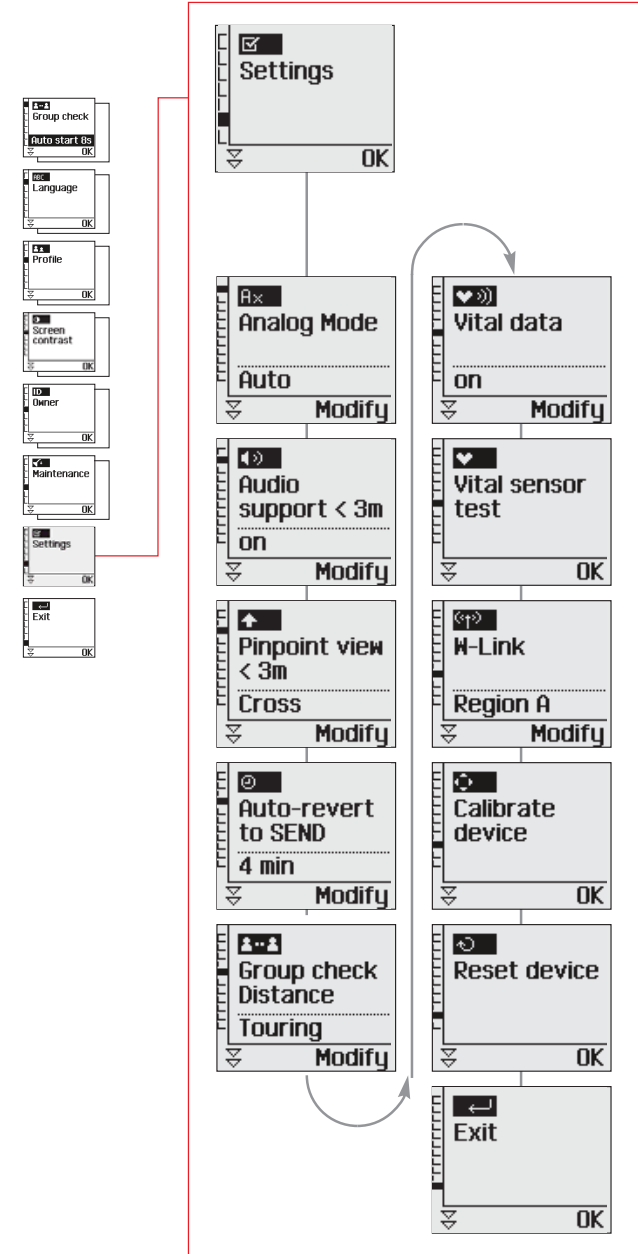 Group check
Auto start 8s
OK
ABC
Language
OK
Profile
OK
Screen
contrast
OK
ID
Owner
OK
Maintenance
OK
Settings
OK
Exit
OK
Settings
OK
A×
Analog Mode
Auto
Modify
Audio
support < 3m
on
Modify
Pinpoint view
< 3m
Cross
Modify
Auto-revert
to SEND
4 min
Modify
Group check
Distance
Touring
Modify
Vital data
on
Modify
Vital sensor
test
OK
W-Link
Region A
Modify
Calibrate
device
OK
Reset device
OK
Exit
OK